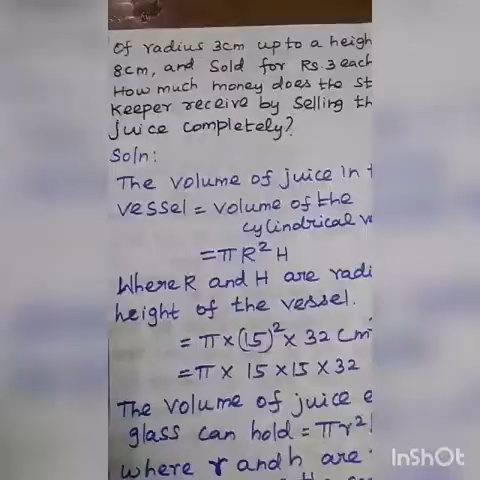 Of radius 3cm up to a heigh
8cm, and Sold for Rs.3 each
How much money does the st
Keeper receive by Selling th
juice completely?
Soln:
The volume of juice in t
vessel = volume of the
cylindrical v
= πR²H
Where R and H are radi
height of the vessel.
= π×(15)² × 32 cm
= π × 15 ×15 × 32
The volume of juice e
glass can hold = πr²
where r and h are
InShOt